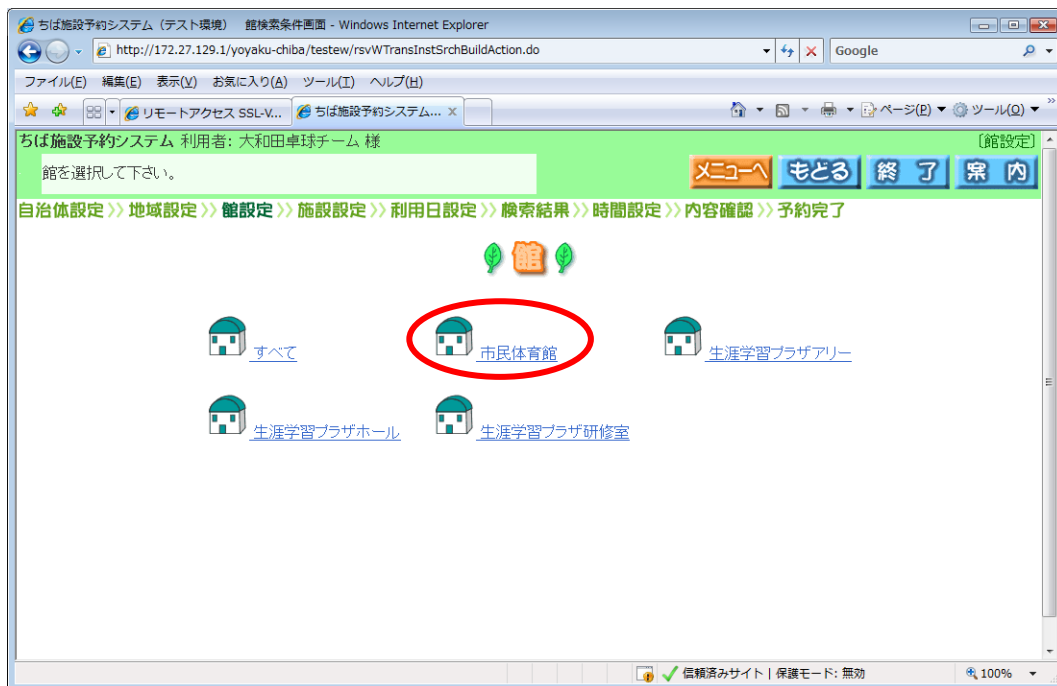 ちば施設予約システム（テスト環境） 館検索条件画面 - Windows Internet Explorer
http://172.27.129.1/yoyaku-chiba/testew/rsvWTransInstSrchBuildAction.do
Google
ファイル(F) 編集(E) 表示(V) お気に入り(A) ツール(T) ヘルプ(H)
リモートアクセス SSL-V... ちば施設予約システム... X ページ(P) ツール(O) »
ちば施設予約システム 利用者: 大和田卓球チーム 様 〔館設定〕
館を選択して下さい。
メニューへ もどる 終 了 案 内
自治体設定 >> 地域設定 >> 館設定 >> 施設設定 >> 利用日設定 >> 検索結果 >> 時間設定 >> 内容確認 >> 予約完了
館
すべて 市民体育館 生涯学習プラザアリー
生涯学習プラザホール 生涯学習プラザ研修室
信頼済みサイト | 保護モード: 無効 100%